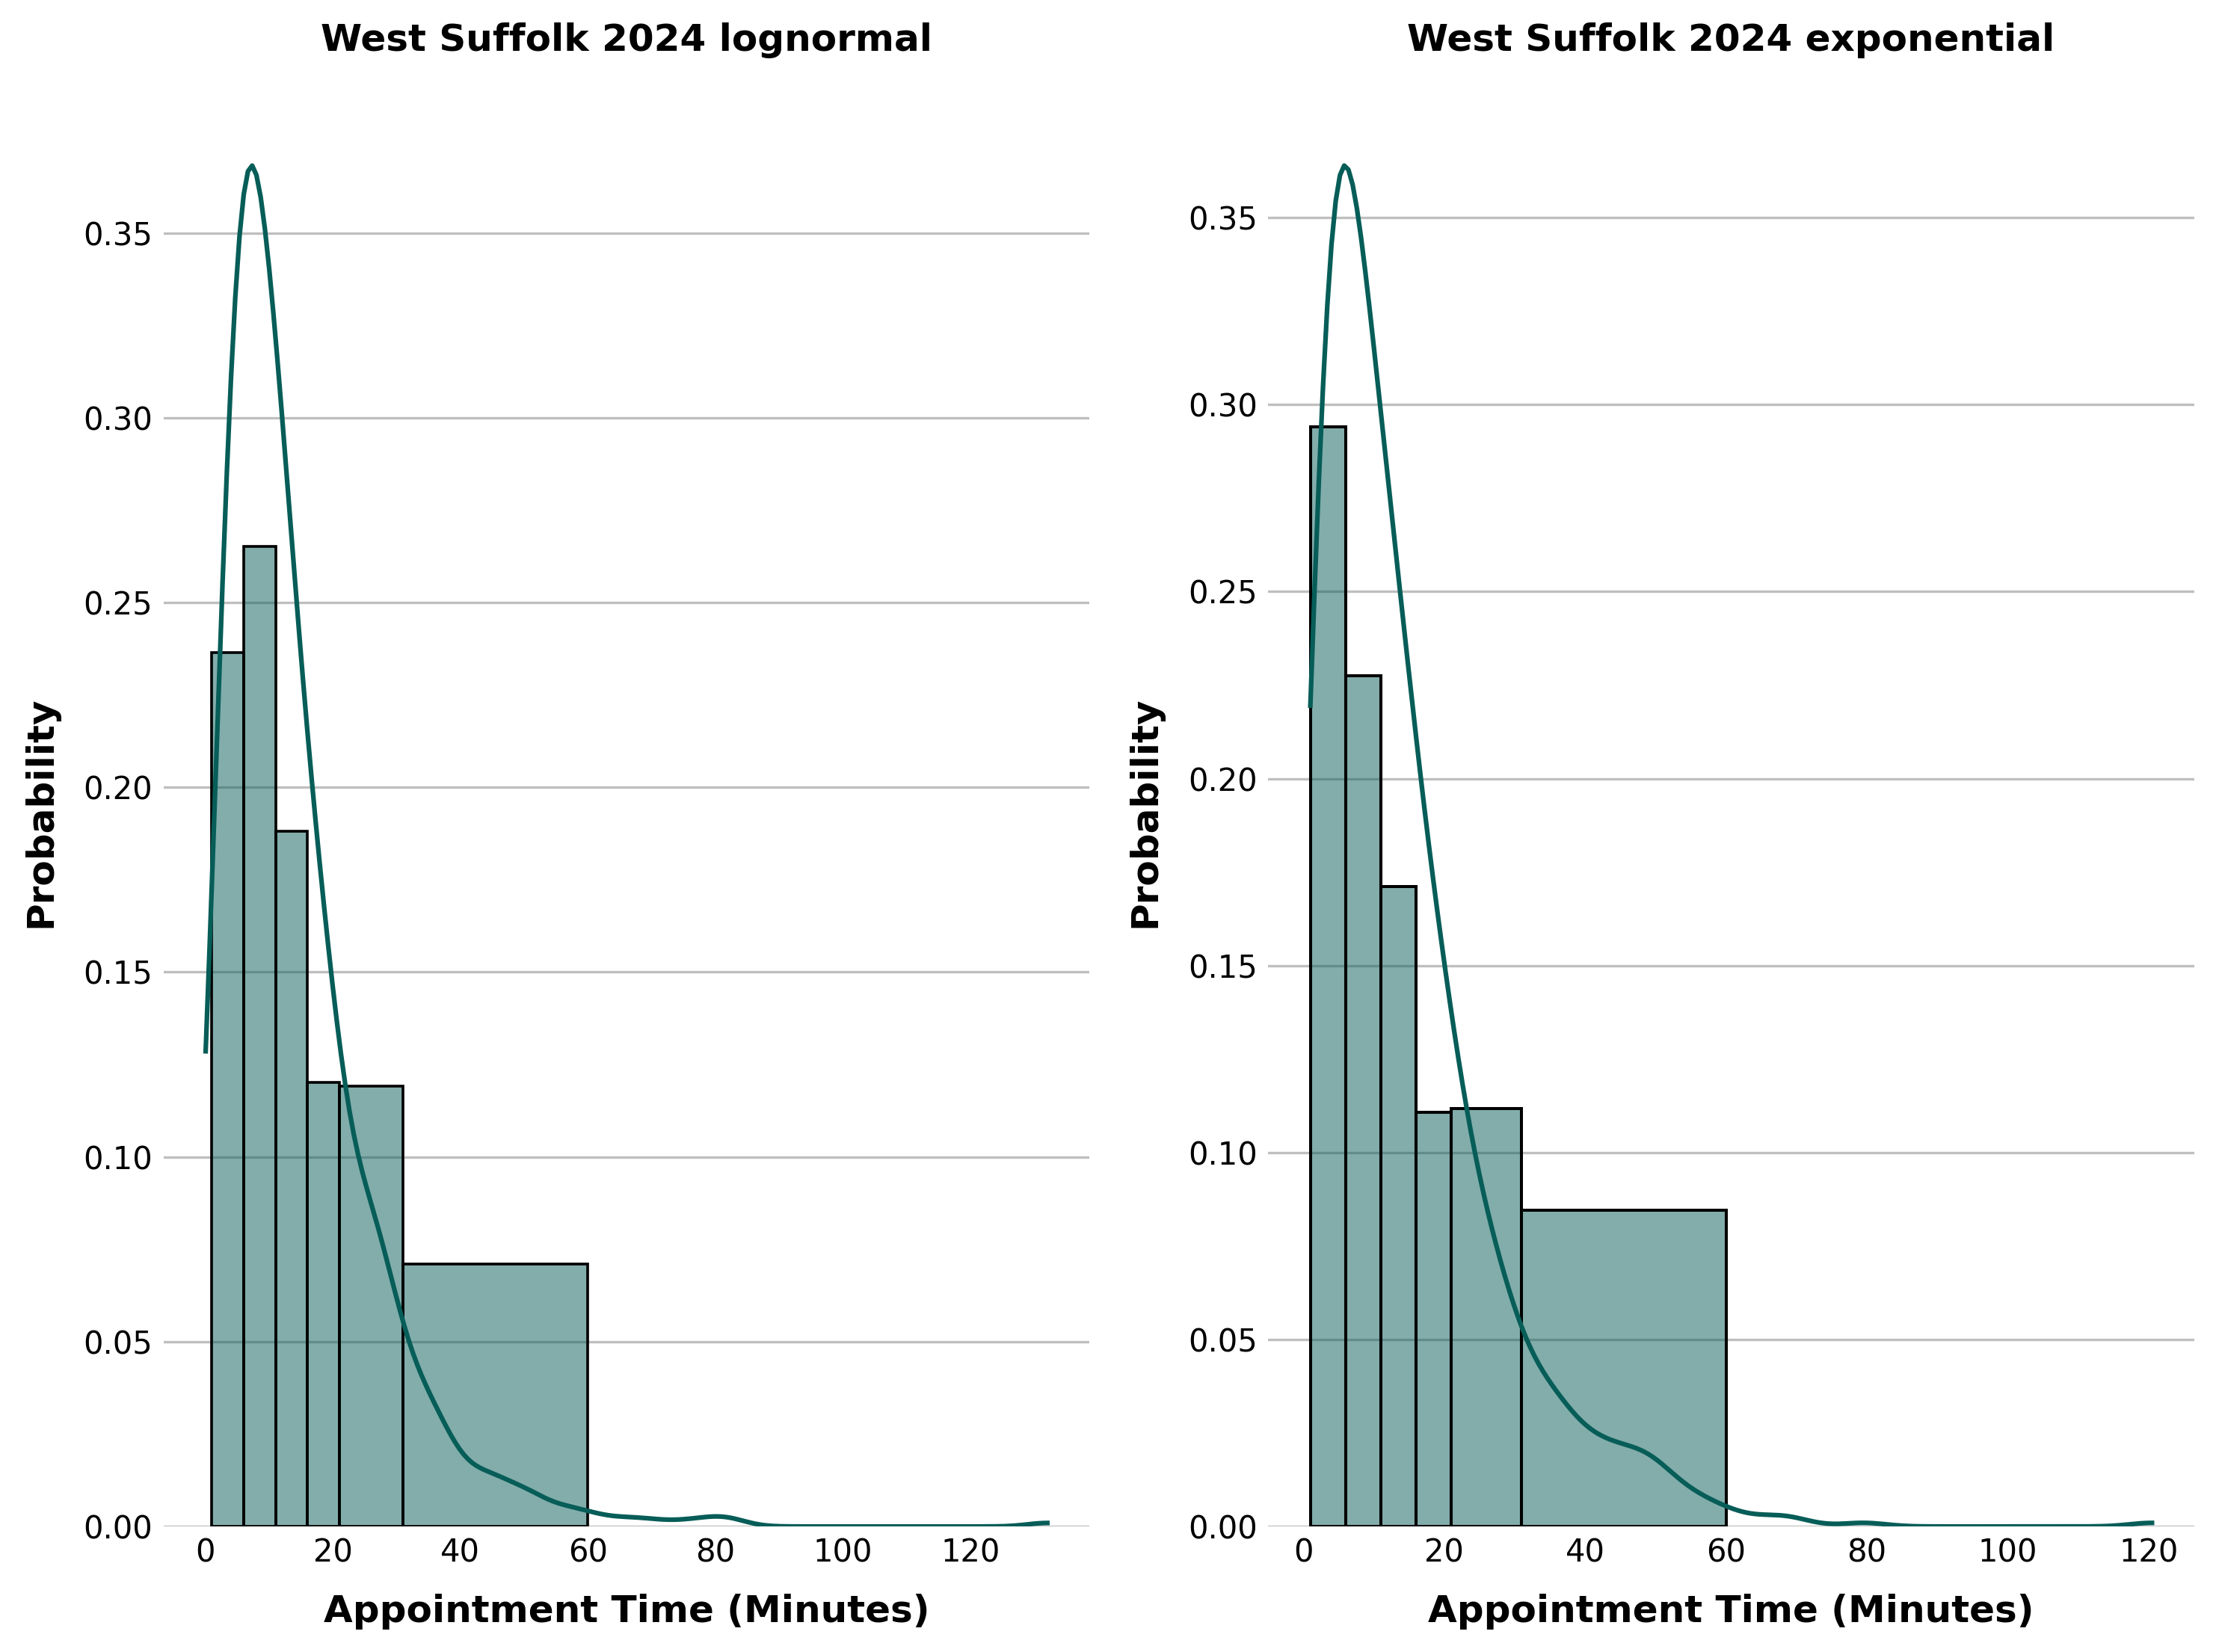 West Suffolk 2024 lognormal
Probability
0.35
0.30
0.25
0.20
0.15
0.10
0.05
0.00
0 20 40 60 80 100 120
Appointment Time (Minutes)
West Suffolk 2024 exponential
Probability
0.35
0.30
0.25
0.20
0.15
0.10
0.05
0.00
0 20 40 60 80 100 120
Appointment Time (Minutes)